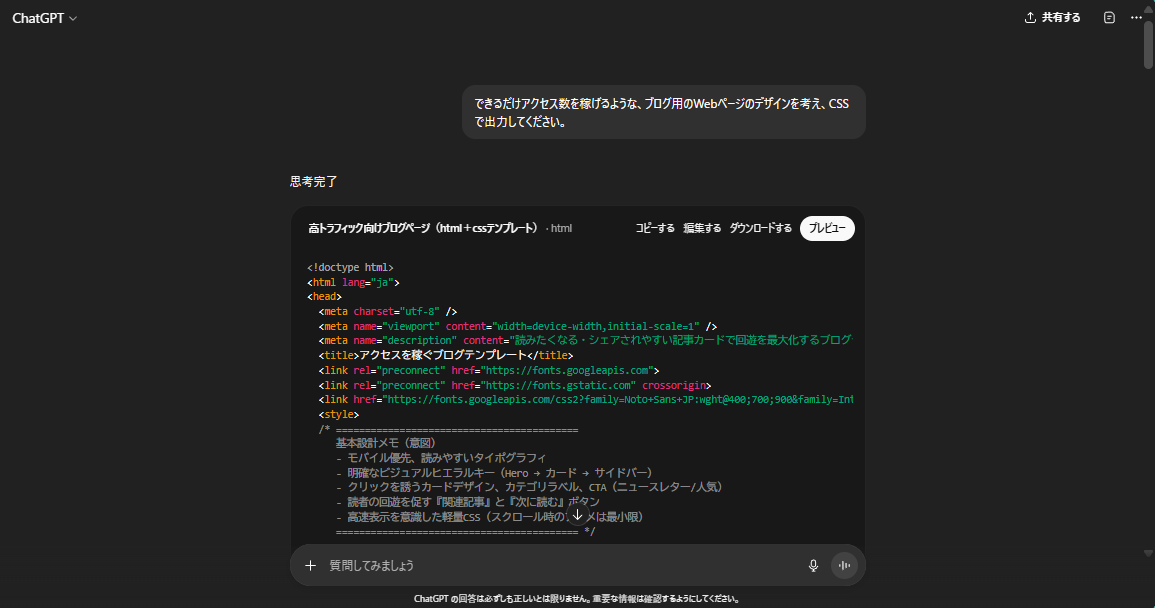 ChatGPT
共有する
できるだけアクセス数を稼げるような、ブログ用のWebページのデザインを考え、CSS
で出力してください。
思考完了
高トラフィック向けブログページ（html＋cssテンプレート） · html
コピーする 編集する ダウンロードする プレビュー
<!doctype html>
<html lang="ja">
<head>
<meta charset="utf-8" />
<meta name="viewport" content="width=device-width,initial-scale=1" />
<meta name="description" content="読みたくなる・シェアされやすい記事カードで回遊を最大化するブログ
<title>アクセスを稼ぐブログテンプレート</title>
<link rel="preconnect" href="https://fonts.googleapis.com">
<link rel="preconnect" href="https://fonts.gstatic.com" crossorigin>
<link href="https://fonts.googleapis.com/css2?family=Noto+Sans+JP:wght@400;700;900&family=Int
<style>
/* ==========================================
基本設計メモ（意図）
- モバイル優先、読みやすいタイポグラフィ
- 明確なビジュアルヒエラルキー（Hero → カード → サイドバー）
- クリックを誘うカードデザイン、カテゴリラベル、CTA（ニュースレター/人気）
- 読者の回遊を促す『関連記事』と『次に読む』ボタン
- 高速表示を意識した軽量CSS（スクロール時の メは最小限）
========================================== */
質問してみましょう
ChatGPT の回答は必ずしも正しいとは限りません。重要な情報は確認するようにしてください。